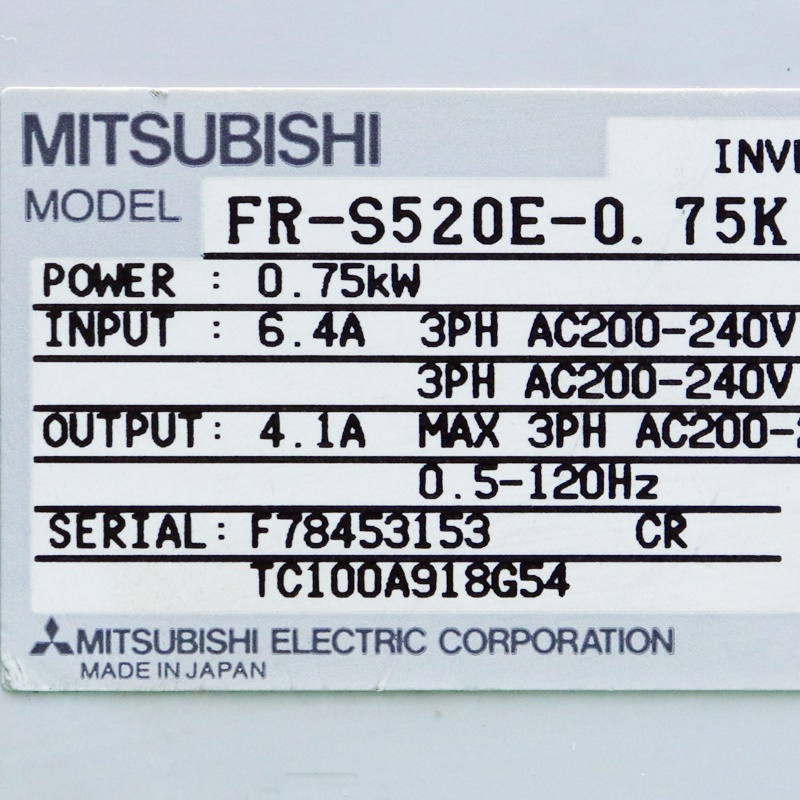 MITSUBISHI
INVE
MODEL FR-S520E-0.75K
POWER : 0.75kW
INPUT : 6.4A 3PH AC200-240V
3PH AC200-240V
OUTPUT: 4.1A MAX 3PH AC200-2
0.5-120Hz
SERIAL: F78453153 CR
TC100A918G54
MITSUBISHI ELECTRIC CORPORATION
MADE IN JAPAN